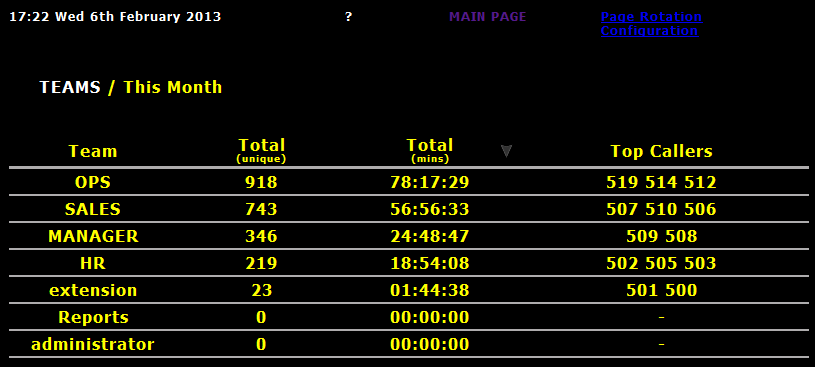 17:22 Wed 6th February 2013 ? MAIN PAGE Page Rotation
Configuration
TEAMS / This Month
Team Total (unique) Total (mins) ▼ Top Callers
OPS 918 78:17:29 519 514 512
SALES 743 56:56:33 507 510 506
MANAGER 346 24:48:47 509 508
HR 219 18:54:08 502 505 503
extension 23 01:44:38 501 500
Reports 0 00:00:00 -
administrator 0 00:00:00 -